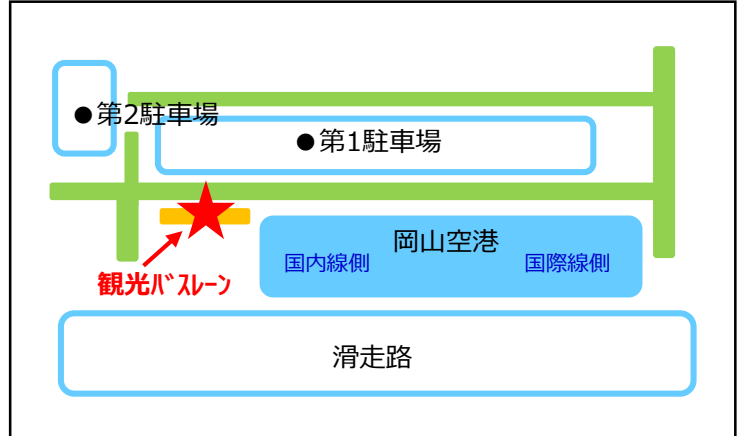 ●第2駐車場
●第1駐車場
岡山空港
国内線側
国際線側
観光ﾊﾞｽﾚｰﾝ
滑走路